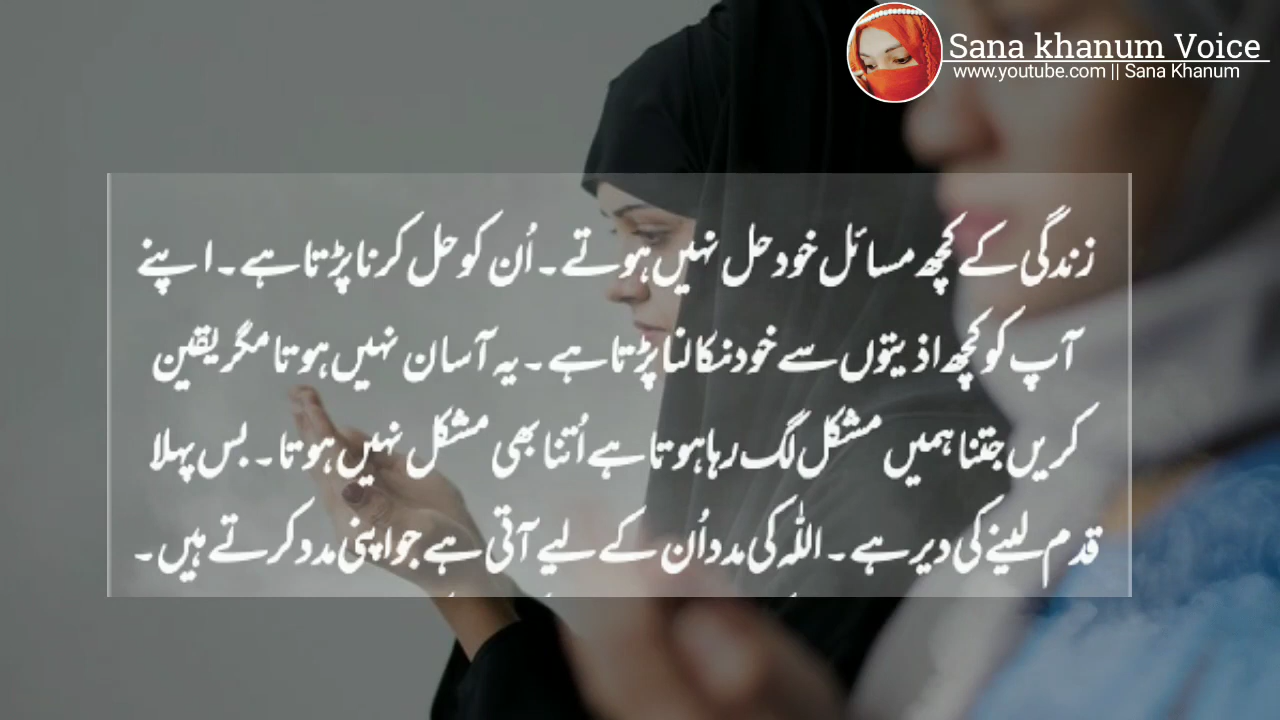 Sana khanum Voice
www.youtube.com || Sana Khanum
زندگی کے کچھ مسائل خود حل نہیں ہوتے۔ اُن کو حل کرنا پڑتا ہے۔ اپنے
آپ کو کچھ اذیتوں سے خود نکالنا پڑتا ہے۔ یہ آسان نہیں ہوتا مگر یقین
کریں جتنا ہمیں مشکل لگ رہا ہوتا ہے اُتنا بھی مشکل نہیں ہوتا۔ بس پہلا
قدم لینے کی دیر ہے۔ اللہ کی مدد اُن کے لیے آتی ہے جو اپنی مدد کرتے ہیں۔